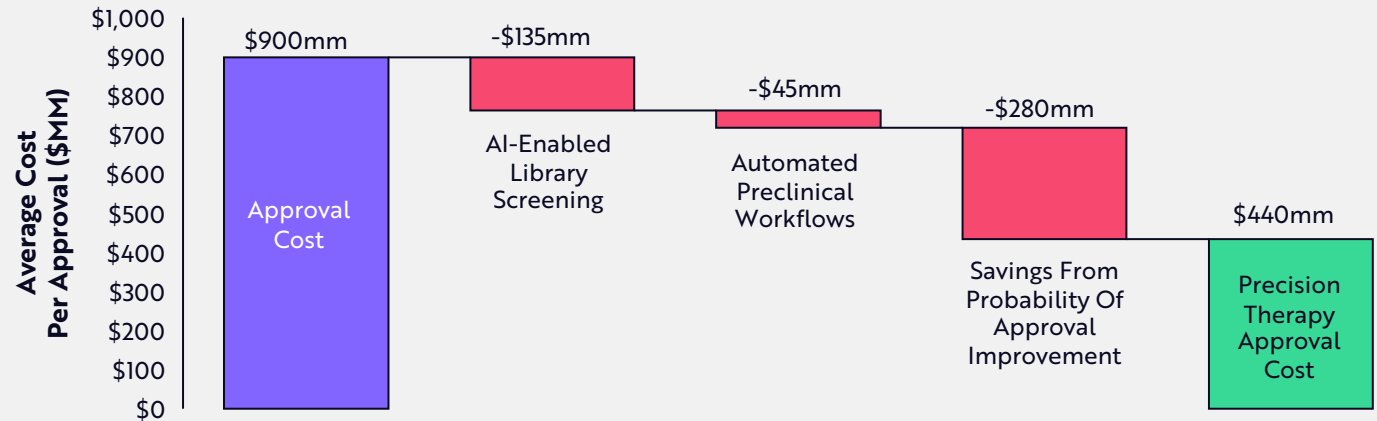 Average Cost
Per Approval ($MM)
$1,000
$900
$800
$700
$600
$500
$400
$300
$200
$100
$0
$900mm
Approval
Cost
-$135mm
AI-Enabled
Library
Screening
-$45mm
Automated
Preclinical
Workflows
-$280mm
Savings From
Probability Of
Approval
Improvement
$440mm
Precision
Therapy
Approval
Cost